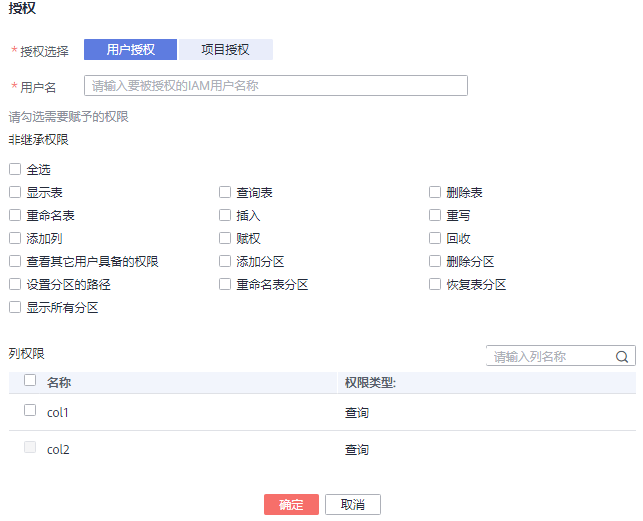 授权
* 授权选择 用户授权 项目授权
* 用户名 请输入要被授权的IAM用户名称
请勾选需要赋予的权限
非继承权限
全选
显示表 查询表 删除表
重命名表 插入 重写
添加列 赋权 回收
查看其它用户具备的权限 添加分区 删除分区
设置分区的路径 重命名表分区 恢复表分区
显示所有分区
列权限 请输入列名称
名称 权限类型:
col1 查询
col2 查询
确定 取消